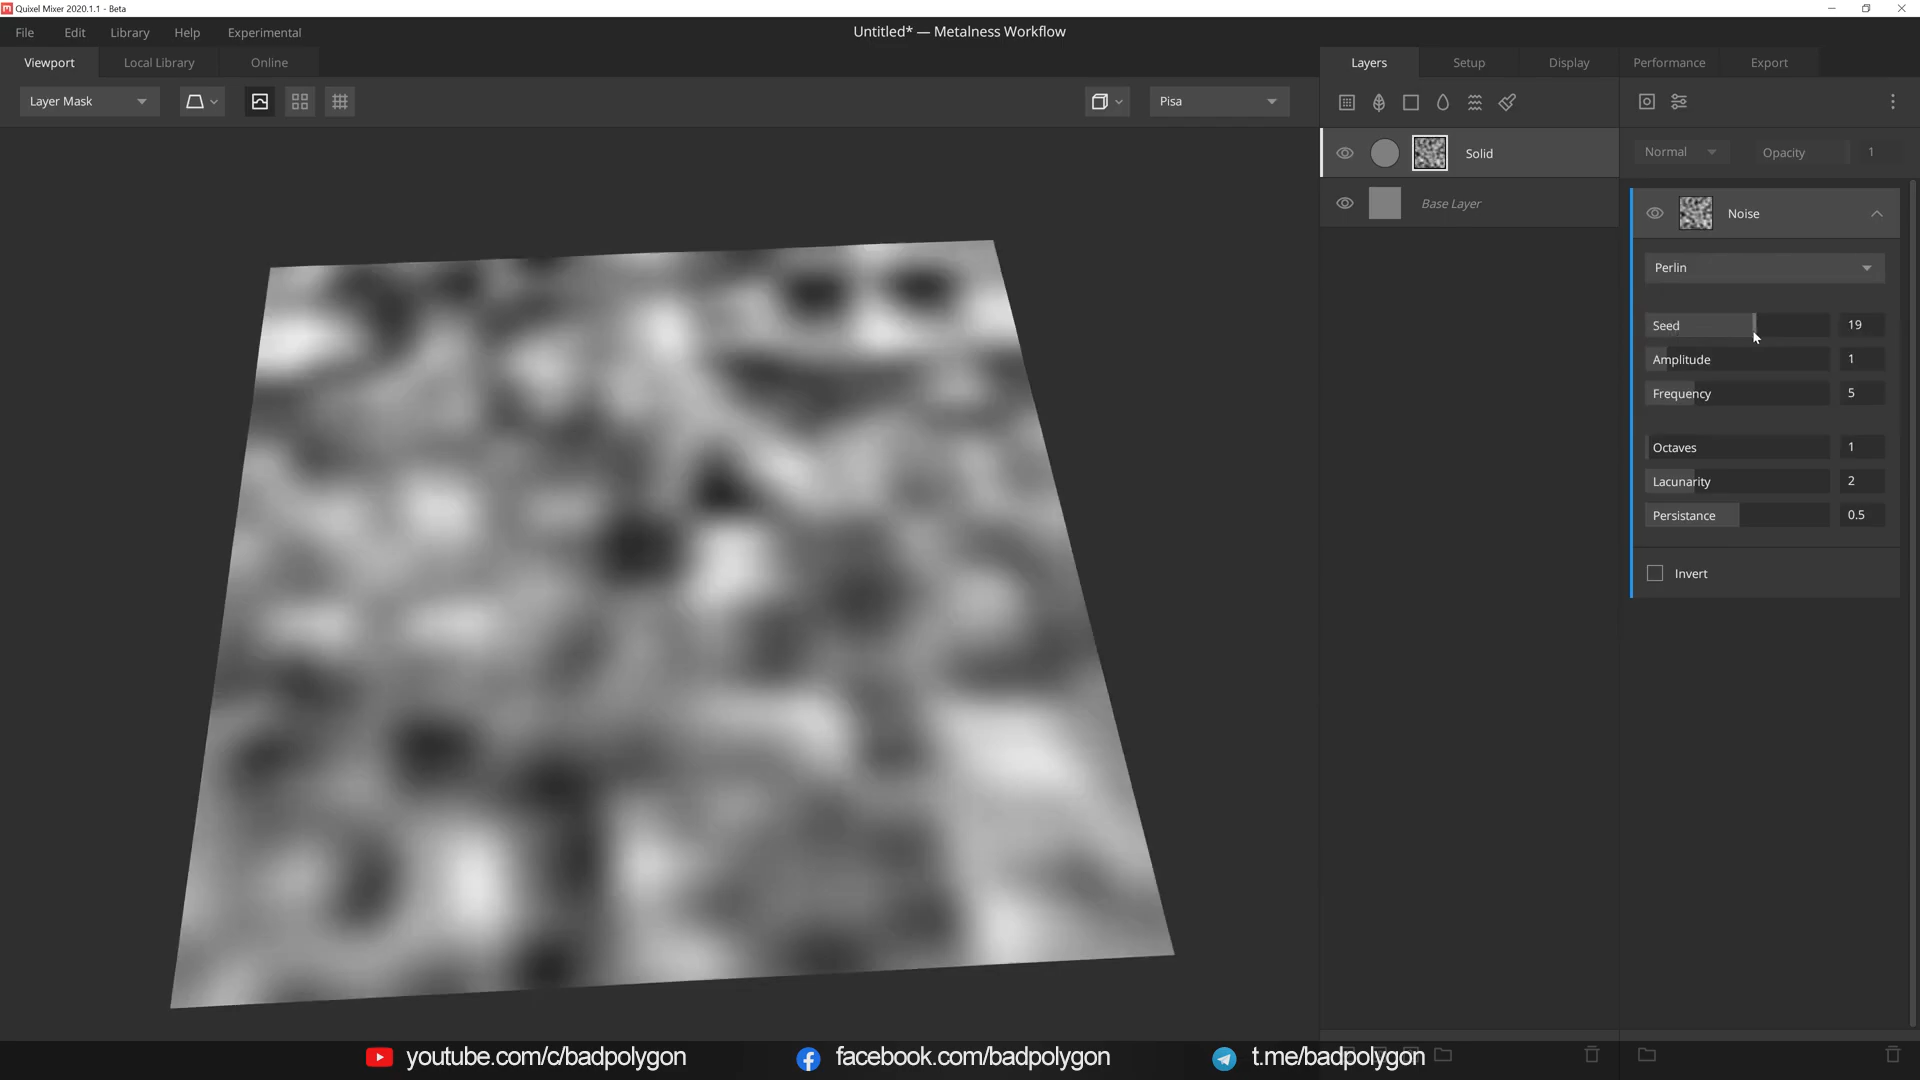 Quixel Mixer 2020.1.1 - Beta
File Edit Library Help Experimental
Untitled* — Metalness Workflow
Viewport Local Library Online
Layers Setup Display Performance Export
Layer Mask
Pisa
Solid
Base Layer
Normal Opacity 1
Noise
Perlin
Seed 19
Amplitude 1
Frequency 5
Octaves 1
Lacunarity 2
Persistance 0.5
Invert
youtube.com/c/badpolygon
facebook.com/badpolygon
t.me/badpolygon